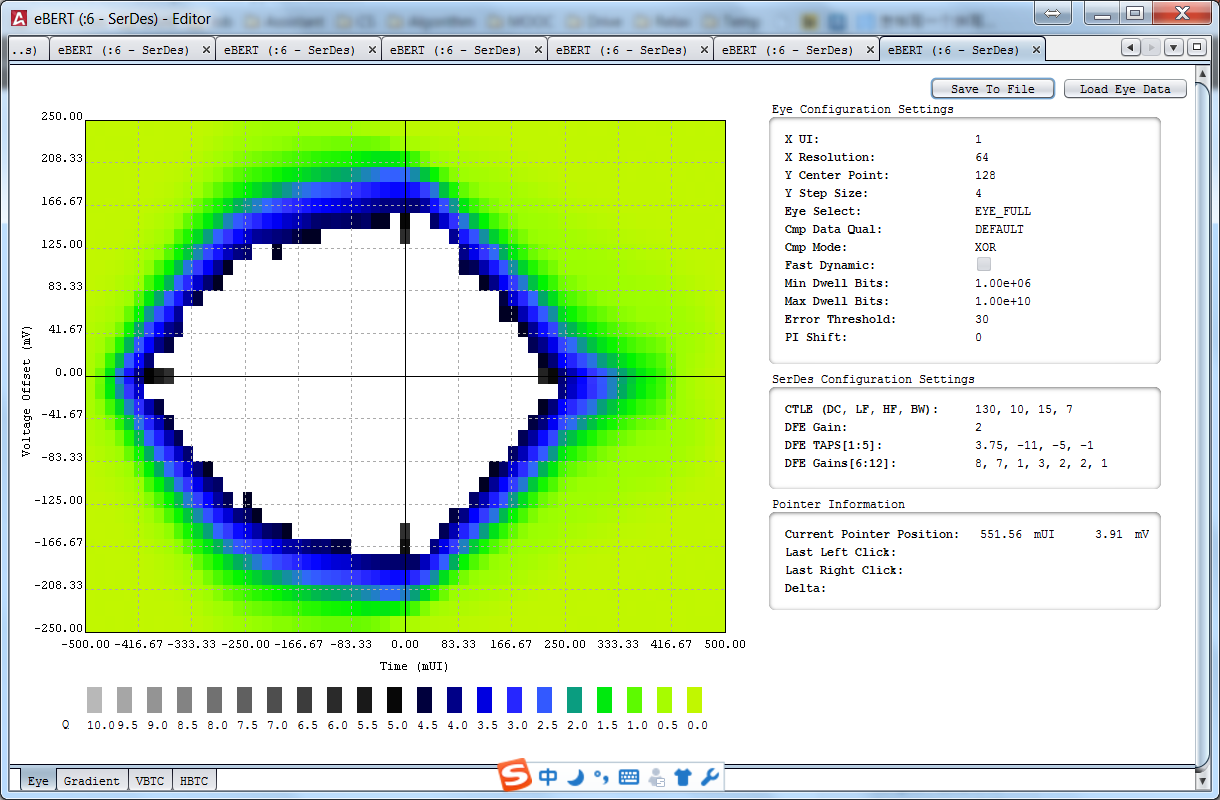 eBERT (:6 - SerDes) - Editor
..s) eBERT (:6 - SerDes) eBERT (:6 - SerDes) eBERT (:6 - SerDes) eBERT (:6 - SerDes) eBERT (:6 - SerDes) eBERT (:6 - SerDes)
Save To File Load Eye Data
Eye Configuration Settings
X UI: 1
X Resolution: 64
Y Center Point: 128
Y Step Size: 4
Eye Select: EYE_FULL
Cmp Data Qual: DEFAULT
Cmp Mode: XOR
Fast Dynamic:
Min Dwell Bits: 1.00e+06
Max Dwell Bits: 1.00e+10
Error Threshold: 30
PI Shift: 0
SerDes Configuration Settings
CTLE (DC, LF, HF, BW): 130, 10, 15, 7
DFE Gain: 2
DFE TAPS[1:5]: 3.75, -11, -5, -1
DFE Gains[6:12]: 8, 7, 1, 3, 2, 2, 1
Pointer Information
Current Pointer Position: 551.56 mUI 3.91 mV
Last Left Click:
Last Right Click:
Delta:
250.00
208.33
166.67
125.00
83.33
41.67
0.00
-41.67
-83.33
-125.00
-166.67
-208.33
-250.00
Voltage Offset (mV)
-500.00 -416.67 -333.33 -250.00 -166.67 -83.33 0.00 83.33 166.67 250.00 333.33 416.67 500.00
Time (mUI)
Q 10.0 9.5 9.0 8.5 8.0 7.5 7.0 6.5 6.0 5.5 5.0 4.5 4.0 3.5 3.0 2.5 2.0 1.5 1.0 0.5 0.0
Eye Gradient VBTC HBTC
中